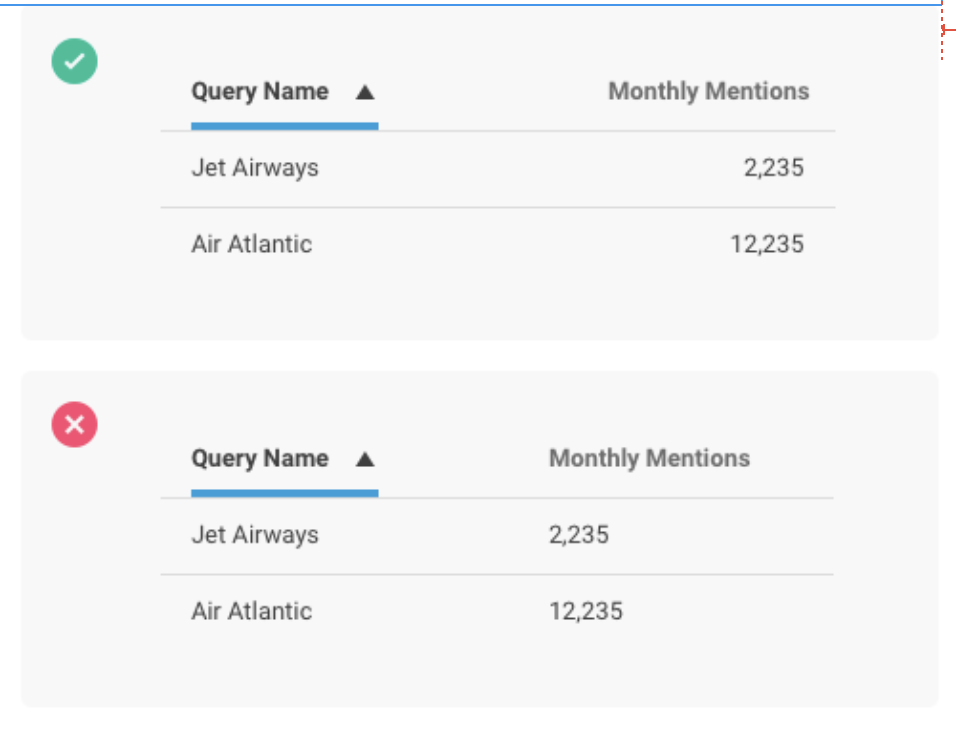 Query Name ▲ Monthly Mentions
Jet Airways 2,235
Air Atlantic 12,235
Query Name ▲ Monthly Mentions
Jet Airways 2,235
Air Atlantic 12,235